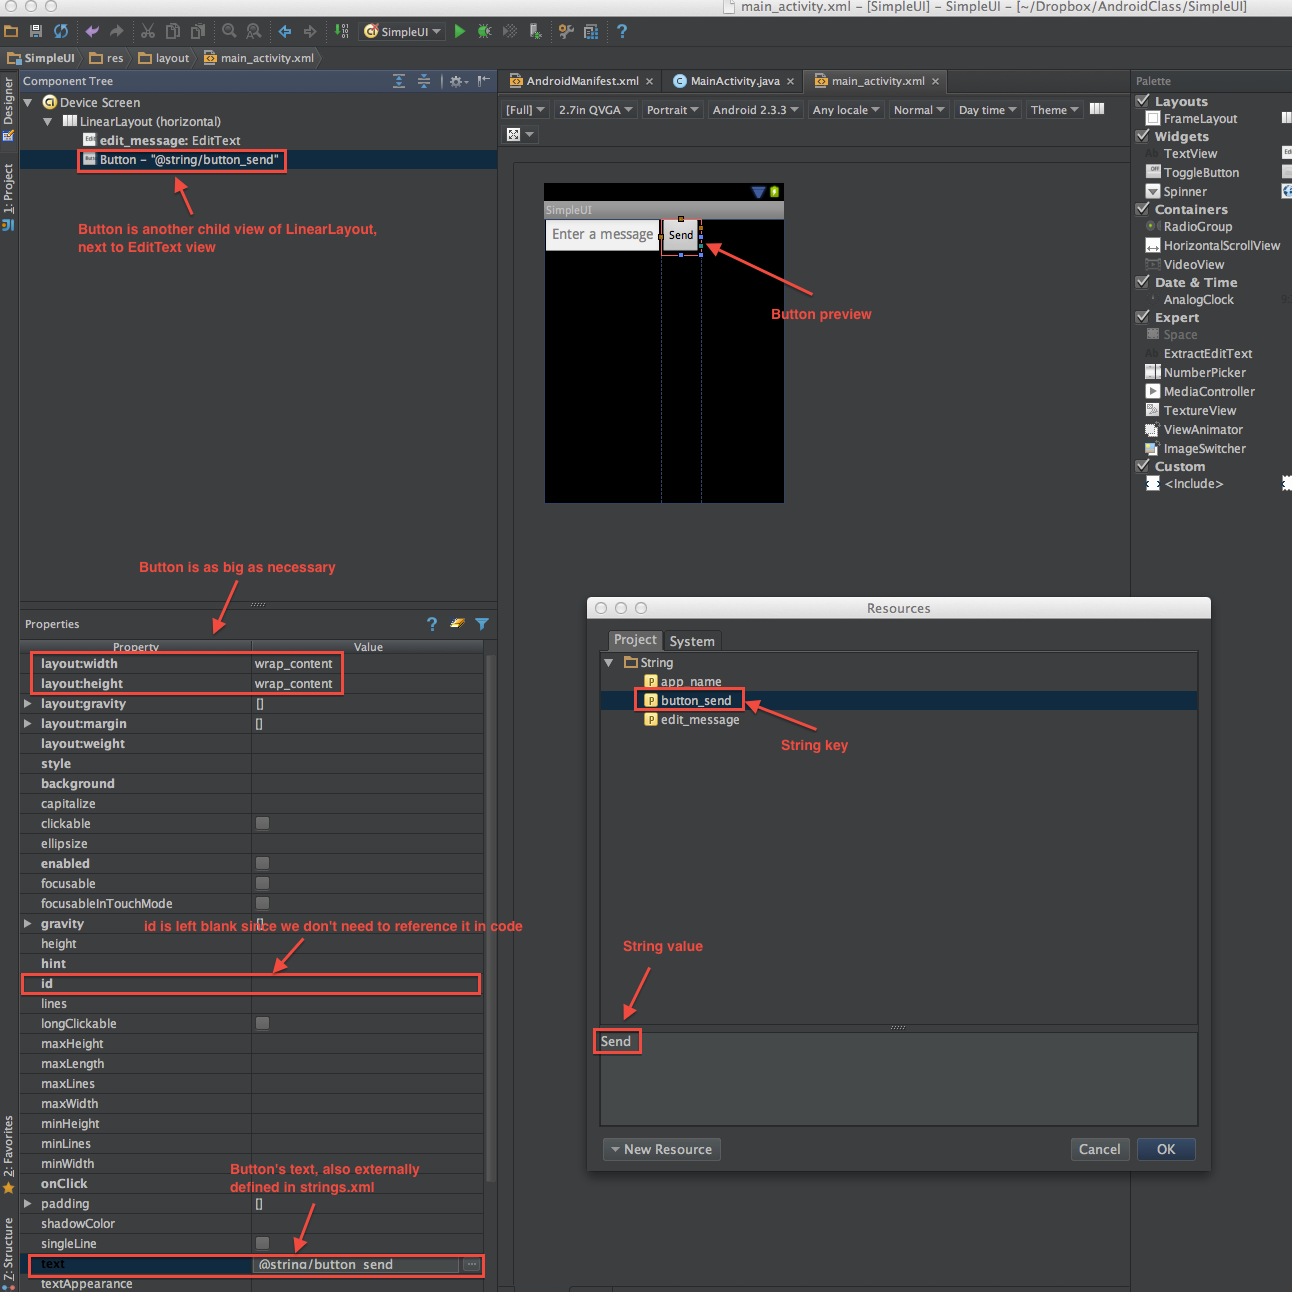 main_activity.xml – [SimpleUI] – SimpleUI – [~/Dropbox/AndroidClass/SimpleUI]
SimpleUI
SimpleUI
res
layout
main_activity.xml
Designer
1: Project
2: Favorites
7: Structure
Component Tree
Device Screen
LinearLayout (horizontal)
edit_message: EditText
Button – "@string/button_send"
Button is another child view of LinearLayout,
next to EditText view
AndroidManifest.xml
MainActivity.java
main_activity.xml
[Full]
2.7in QVGA
Portrait
Android 2.3.3
Any locale
Normal
Day time
Theme
SimpleUI
Enter a message
Send
Button preview
Palette
Layouts
FrameLayout
Widgets
TextView
ToggleButton
Spinner
Containers
RadioGroup
HorizontalScrollView
VideoView
Date & Time
AnalogClock
Expert
Space
ExtractEditText
NumberPicker
MediaController
TextureView
ViewAnimator
ImageSwitcher
Custom
<Include>
Button is as big as necessary
Properties
Property Value
layout:width wrap_content
layout:height wrap_content
layout:gravity []
layout:margin []
layout:weight
style
background
capitalize
clickable
ellipsize
enabled
focusable
focusableInTouchMode
gravity []
id is left blank since we don't need to reference it in code
height
hint
id
lines
longClickable
maxHeight
maxLength
maxLines
maxWidth
minHeight
minLines
minWidth
onClick
Button's text, also externally
defined in strings.xml
padding []
shadowColor
singleLine
text @string/button_send
textAppearance
Resources
Project
System
String
app_name
button_send
edit_message
String key
String value
Send
New Resource
Cancel
OK